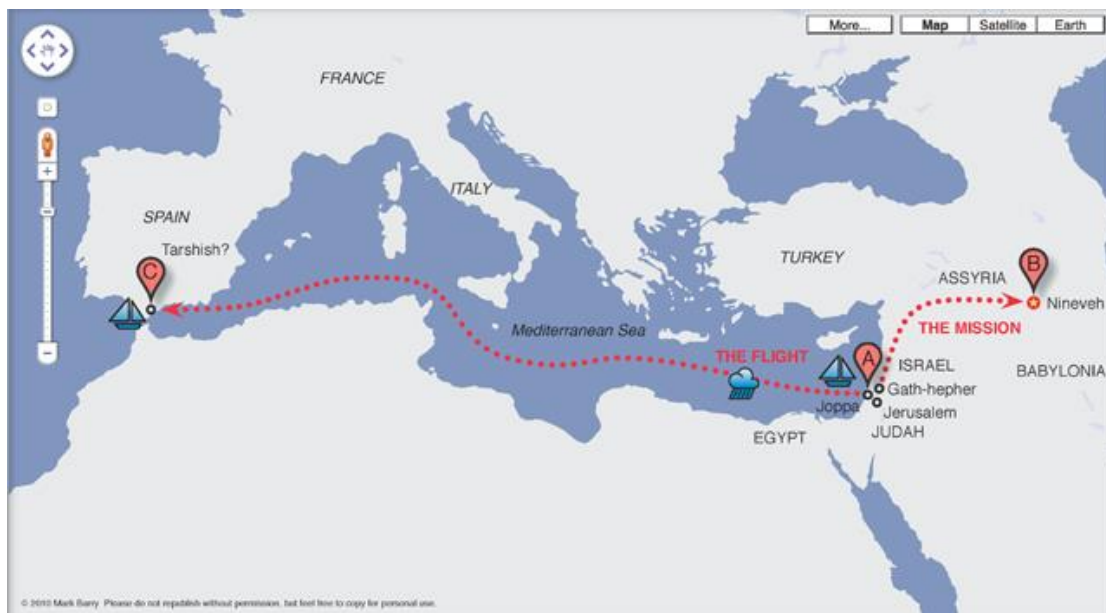 More...
Map
Satellite
Earth
FRANCE
ITALY
SPAIN
Tarshish?
C
TURKEY
B
ASSYRIA
Nineveh
Mediterranean Sea
THE MISSION
THE FLIGHT
A
ISRAEL
BABYLONIA
Gath-hepher
Joppa
Jerusalem
EGYPT
JUDAH
© 2010 Mark Barry Please do not republish without permission, but feel free to copy for personal use.